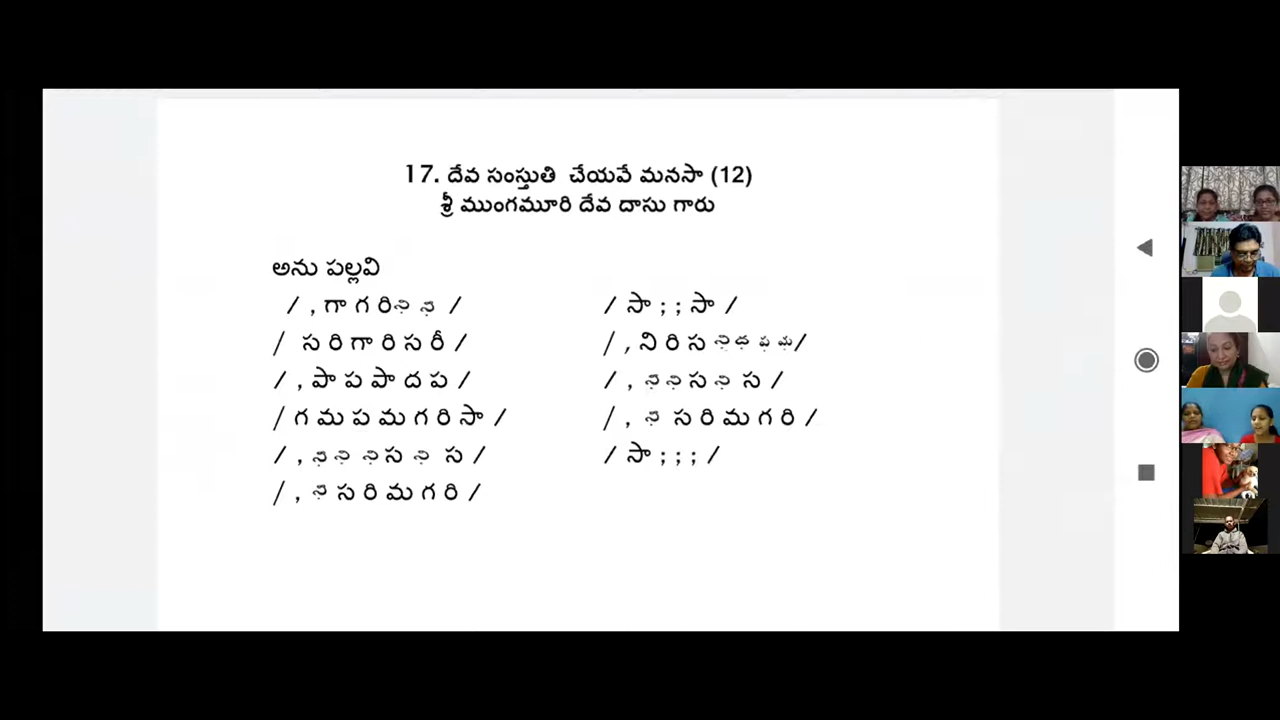 17. దేవ సంస్తుతి చేయవే మనసా (12)
శ్రీ ముంగమూరి దేవ దాసు గారు
అను పల్లవి
/ , గా గ రి /
/ సా ; ; సా /
/ స రి గా రి స రీ /
/ , ని రి స /
/ , పా ప పా ద ప /
/ , స స /
/ గ మ ప మ గ రి సా /
/ , స రి మ గ రి /
/ , స స /
/ సా ; ; ; /
/ , స రి మ గ రి /